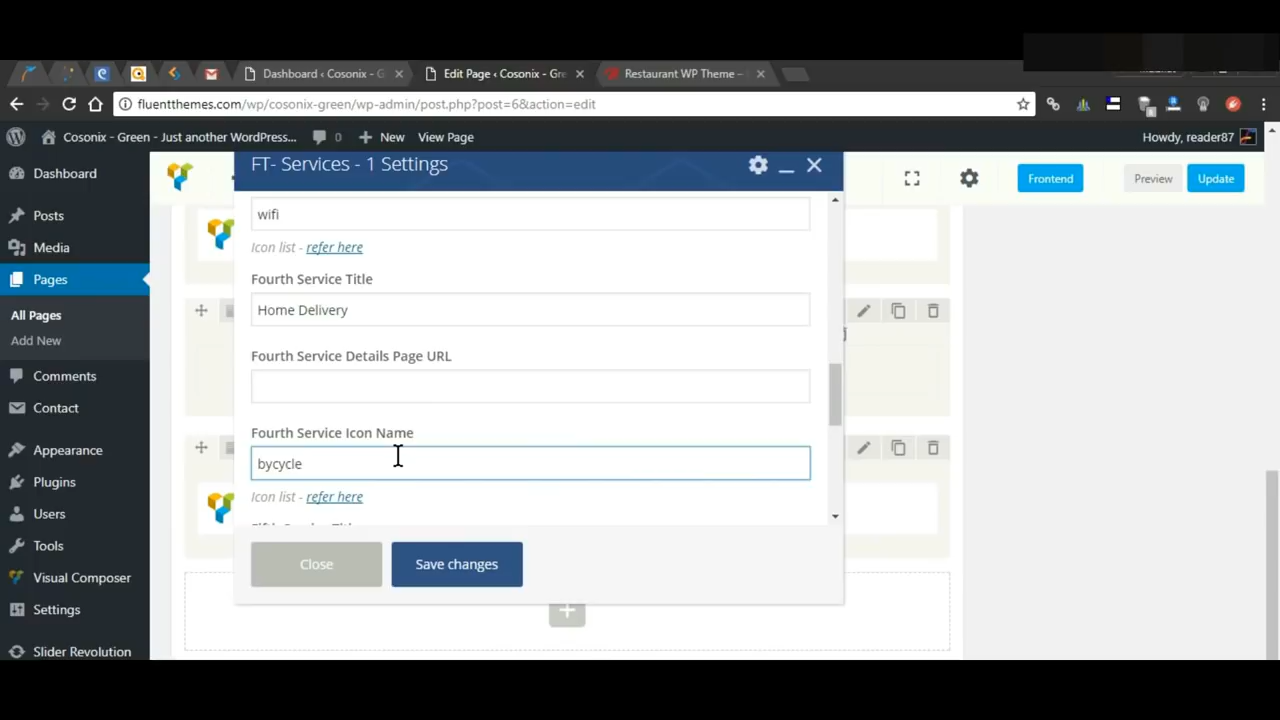 Dashboard ‹ Cosonix - G
Edit Page ‹ Cosonix - Gre
Restaurant WP Theme -
fluentthemes.com/wp/cosonix-green/wp-admin/post.php?post=6&action=edit
Cosonix - Green - Just another WordPress...
0
New
View Page
Howdy, reader87
Dashboard
Posts
Media
Pages
All Pages
Add New
Comments
Contact
Appearance
Plugins
Users
Tools
Visual Composer
Settings
Slider Revolution
FT- Services - 1 Settings
Frontend
Preview
Update
wifi
Icon list - refer here
Fourth Service Title
Home Delivery
Fourth Service Details Page URL
Fourth Service Icon Name
bycycle
Icon list - refer here
Close
Save changes